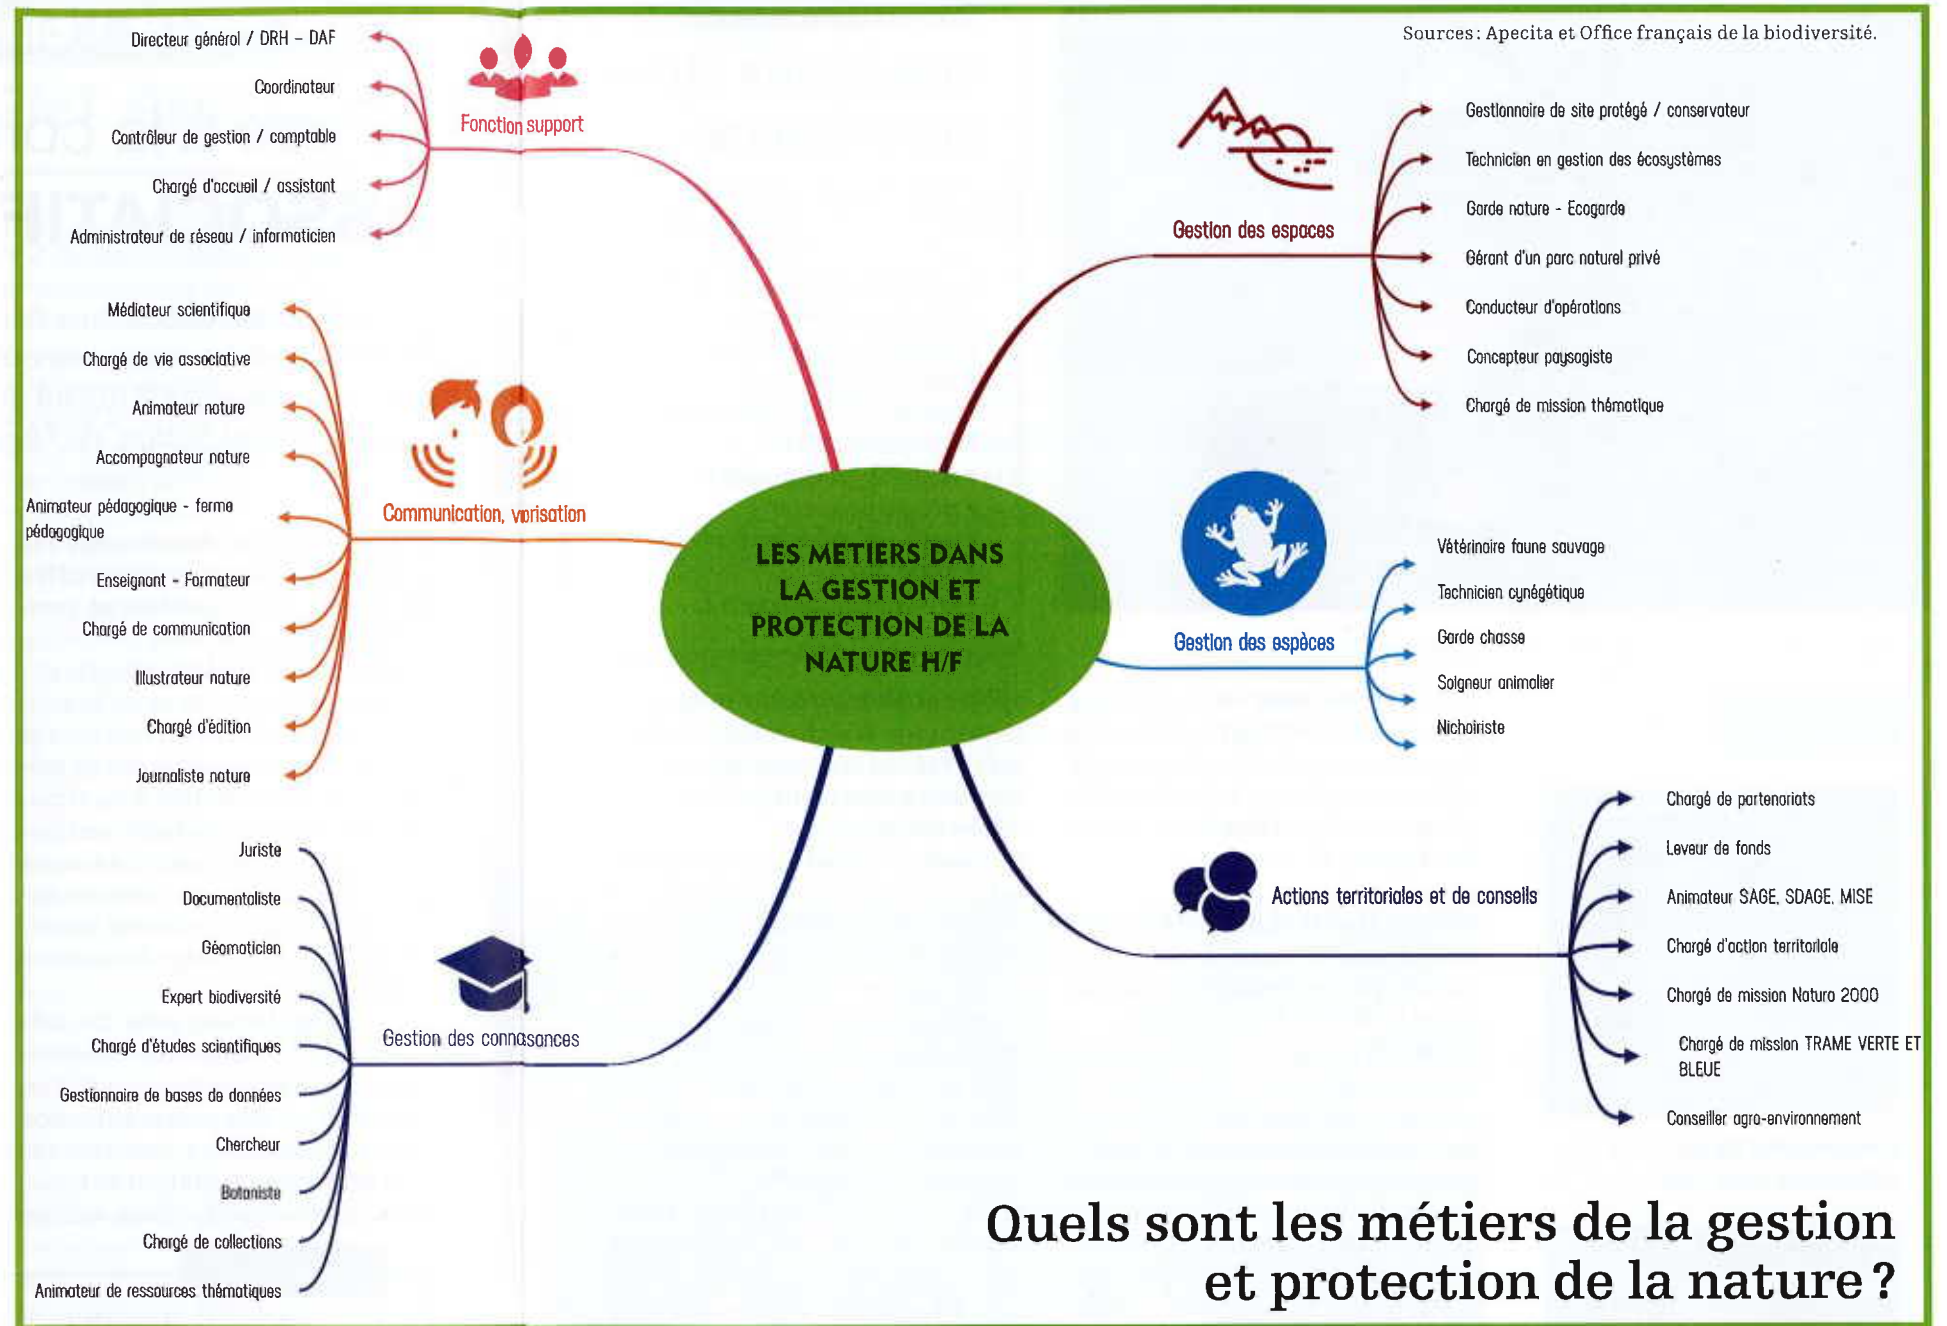 Sources: Apecita et Office français de la biodiversité.
Directeur général / DRH – DAF
Coordinateur
Contrôleur de gestion / comptable
Chargé d'accueil / assistant
Administrateur de réseau / informaticien
Fonction support
Médiateur scientifique
Chargé de vie associative
Animateur nature
Accompagnateur nature
Animateur pédagogique - ferme
pédagogique
Enseignant - Formateur
Chargé de communication
Illustrateur nature
Chargé d'édition
Journaliste nature
Communication, vorisation
Juriste
Documentaliste
Géomaticien
Expert biodiversité
Chargé d'études scientifiques
Gestionnaire de bases de données
Chercheur
Botaniste
Chargé de collections
Animateur de ressources thématiques
Gestion des connasances
LES METIERS DANS
LA GESTION ET
PROTECTION DE LA
NATURE H/F
Gestion des espaces
Gestionnaire de site protégé / conservateur
Technicien en gestion des écosystèmes
Garde nature - Ecogarde
Gérant d'un parc naturel privé
Conducteur d'opérations
Concepteur paysagiste
Chargé de mission thématique
Gestion des espèces
Vétérinaire faune sauvage
Technicien cynégétique
Garde chasse
Soigneur animalier
Nichoiriste
Actions territoriales et de conseils
Chargé de partenariats
Leveur de fonds
Animateur SAGE, SDAGE, MISE
Chargé d'action territoriale
Chargé de mission Natura 2000
Chargé de mission TRAME VERTE ET
BLEUE
Conseiller agro-environnement
Quels sont les métiers de la gestion
et protection de la nature ?